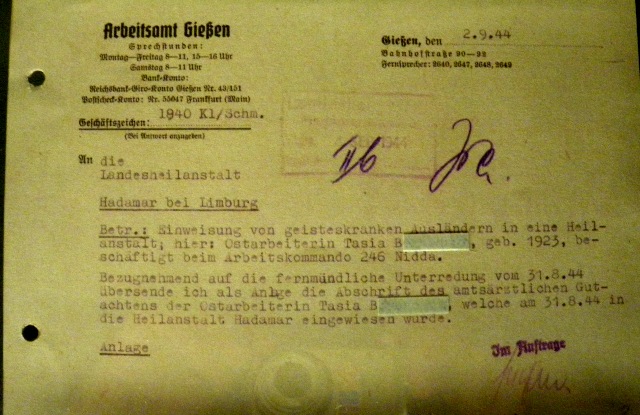 Arbeitsamt Gießen
Sprechstunden:
Montag—Freitag 8—11, 15—16 Uhr
Samstag 8—11 Uhr
Bank-Konto:
Reichsbank-Giro-Konto Gießen Nr. 43/151
Postscheck-Konto: Nr. 55047 Frankfurt (Main)
Geschäftszeichen: 1940 Kl/Schm.
(Bei Antwort anzugeben)
Gießen, den 2.9.44
Bahnhofstraße 90—92
Fernsprecher: 2646, 2647, 2648, 2649
An die
Landesheilanstalt
Hadamar bei Limburg
Betr.: Einweisung von geisteskranken Ausländern in eine Heil-
anstalt; hier: Ostarbeiterin Tasia B , geb. 1923, be-
schäftigt beim Arbeitskommando 246 Nidda.
Bezugnehmend auf die fernmündliche Unterredung vom 31.8.44
übersende ich als Anlge die Abschrift des amtsärztlichen Gut-
achtens der Ostarbeiterin Tasia B , welche am 31.8.44 in
die Heilanstalt Hadamar eingewiesen wurde.
Anlage
Im Auftrage